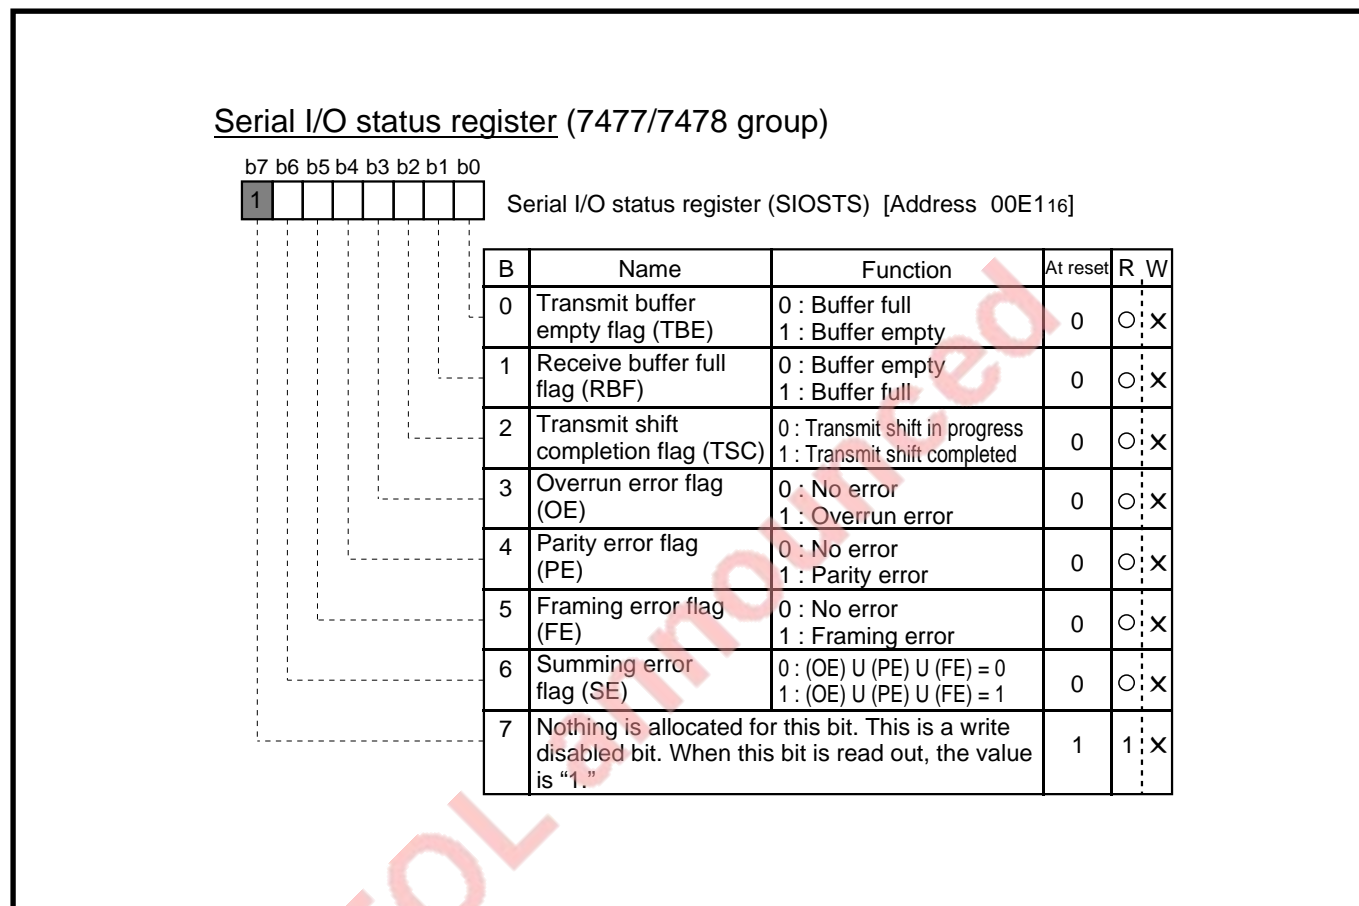 Serial I/O status register (7477/7478 group)
b7 b6 b5 b4 b3 b2 b1 b0
1
Serial I/O status register (SIOSTS) [Address 00E116]
B Name Function At reset R W
0 Transmit buffer empty flag (TBE) 0 : Buffer full 0 ○ ×
1 : Buffer empty
1 Receive buffer full flag (RBF) 0 : Buffer empty 0 ○ ×
1 : Buffer full
2 Transmit shift completion flag (TSC) 0 : Transmit shift in progress 0 ○ ×
1 : Transmit shift completed
3 Overrun error flag (OE) 0 : No error 0 ○ ×
1 : Overrun error
4 Parity error flag (PE) 0 : No error 0 ○ ×
1 : Parity error
5 Framing error flag (FE) 0 : No error 0 ○ ×
1 : Framing error
6 Summing error flag (SE) 0 : (OE) U (PE) U (FE) = 0 0 ○ ×
1 : (OE) U (PE) U (FE) = 1
7 Nothing is allocated for this bit. This is a write 1 1 ×
disabled bit. When this bit is read out, the value
is “1.”
EOL announced